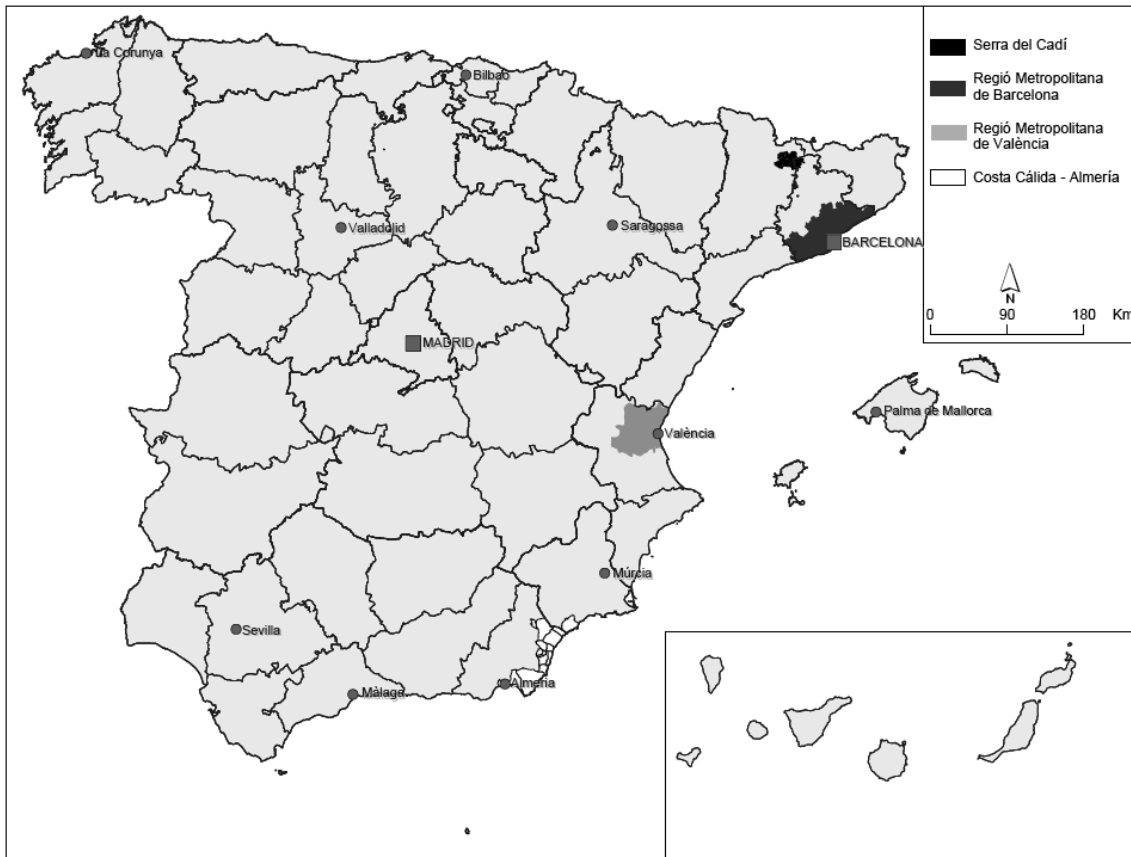 La Corunya
Bilbao
Valladolid
Saragossa
BARCELONA
MADRID
València
Palma de Mallorca
Múrcia
Sevilla
Almeria
Màlaga
Serra del Cadí
Regió Metropolitana
de Barcelona
Regió Metropolitana
de València
Costa Cálida - Almería
N
0 90 180 Km